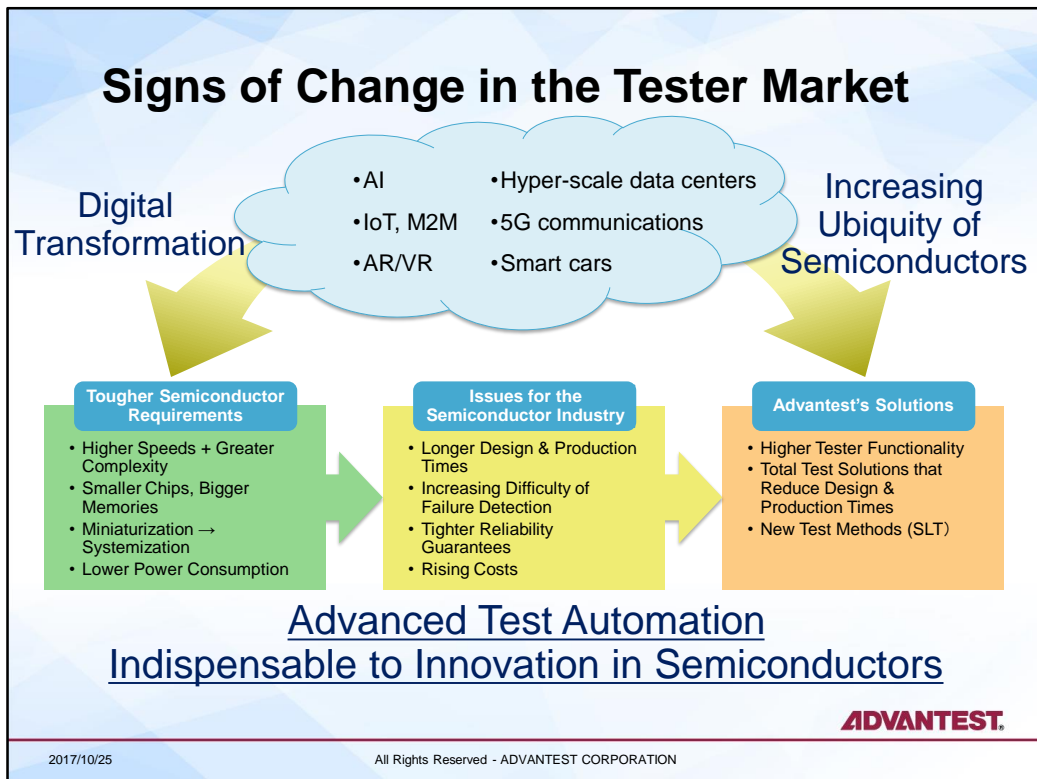 Signs of Change in the Tester Market
Digital
Transformation
•AI
•IoT, M2M
•AR/VR
•Hyper-scale data centers
•5G communications
•Smart cars
Increasing
Ubiquity of
Semiconductors
Tougher Semiconductor
Requirements
• Higher Speeds + Greater
Complexity
• Smaller Chips, Bigger
Memories
• Miniaturization →
Systemization
• Lower Power Consumption
Issues for the
Semiconductor Industry
• Longer Design & Production
Times
• Increasing Difficulty of
Failure Detection
• Tighter Reliability
Guarantees
• Rising Costs
Advantest's Solutions
• Higher Tester Functionality
• Total Test Solutions that
Reduce Design &
Production Times
• New Test Methods (SLT）
Advanced Test Automation
Indispensable to Innovation in Semiconductors
ADVANTEST®
2017/10/25
All Rights Reserved - ADVANTEST CORPORATION